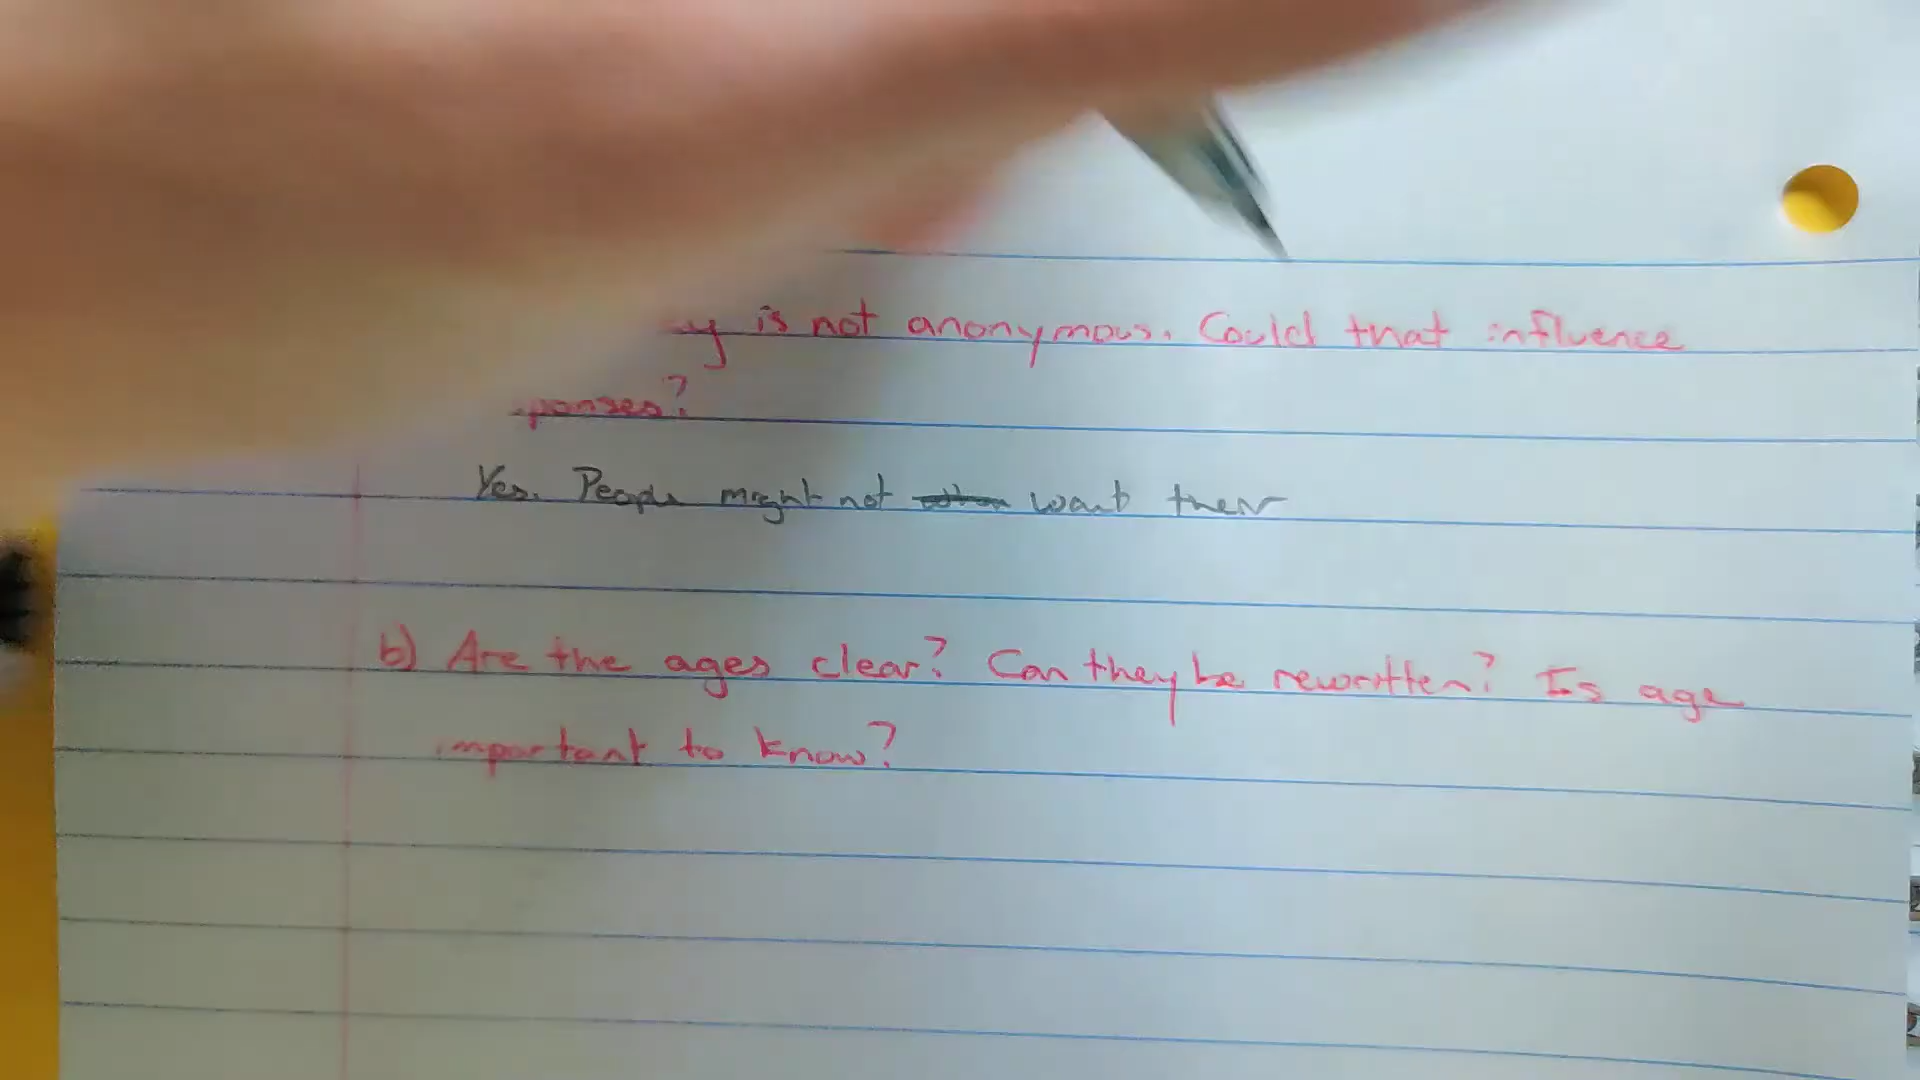 is not anonymous. Could that influence
Yes. People might not want their
b) Are the ages clear? Can they be rewritten? Is age
important to know?